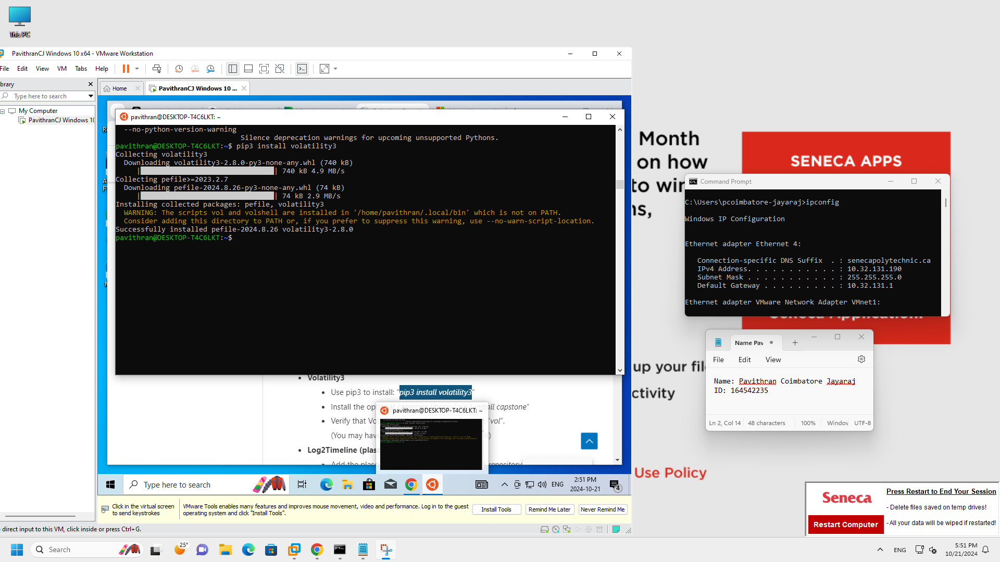 This PC
PavithranCJ Windows 10 x64 - VMware Workstation
File Edit View VM Tabs Help
brary
Type here to search
My Computer
PavithranCJ Windows 10
Home
PavithranCJ Windows 10 ...
pavithran@DESKTOP-T4C6LKT: ~
--no-python-version-warning
Silence deprecation warnings for upcoming unsupported Pythons.
pavithran@DESKTOP-T4C6LKT:~$ pip3 install volatility3
Collecting volatility3
Downloading volatility3-2.8.0-py3-none-any.whl (740 kB)
| | 740 kB 4.9 MB/s
Collecting pefile>=2023.2.7
Downloading pefile-2024.8.26-py3-none-any.whl (74 kB)
| | 74 kB 2.9 MB/s
Installing collected packages: pefile, volatility3
WARNING: The scripts vol and volshell are installed in '/home/pavithran/.local/bin' which is not on PATH.
Consider adding this directory to PATH or, if you prefer to suppress this warning, use --no-warn-script-location.
Successfully installed pefile-2024.8.26 volatility3-2.8.0
pavithran@DESKTOP-T4C6LKT:~$
• Volatility3
• Use pip3 to install: "pip3 install volatility3"
• Install the optional capstone library "pip3 install capstone"
• Verify that Vo "vol".
(You may hav
• Log2Timeline (plas
• Add the plas repository
pavithran@DESKTOP-T4C6LKT: ~
Type here to search
ENG
2:51 PM
2024-10-21
4
Click in the virtual screen
to send keystrokes
VMware Tools enables many features and improves mouse movement, video and performance. Log in to the guest
operating system and click "Install Tools".
Install Tools
Remind Me Later
Never Remind Me
direct input to this VM, click inside or press Ctrl+G.
Month
on how
to win
ns,
up your file
ctivity
Use Policy
SENECA APPS
Seneca Application
Command Prompt
C:\Users\pcoimbatore-jayaraj>ipconfig
Windows IP Configuration
Ethernet adapter Ethernet 4:
Connection-specific DNS Suffix . : senecapolytechnic.ca
IPv4 Address. . . . . . . . . . . : 10.32.131.190
Subnet Mask . . . . . . . . . . . : 255.255.255.0
Default Gateway . . . . . . . . . : 10.32.131.1
Ethernet adapter VMware Network Adapter VMnet1:
Name Pav
File Edit View
Name: Pavithran Coimbatore Jayaraj
ID: 164542235
Ln 2, Col 14 48 characters 100% Window UTF-8
Seneca
Restart Computer
Press Restart to End Your Session
- Delete files saved on temp drives!
- All your data will be wiped if restarted!
Search
25°
ENG
5:51 PM
10/21/2024